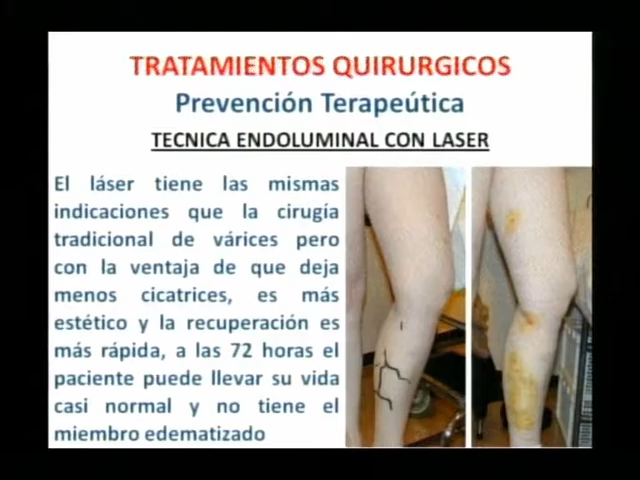 TRATAMIENTOS QUIRURGICOS
Prevención Terapeútica
TECNICA ENDOLUMINAL CON LASER
El láser tiene las mismas
indicaciones que la cirugía
tradicional de várices pero
con la ventaja de que deja
menos cicatrices, es más
estético y la recuperación es
más rápida, a las 72 horas el
paciente puede llevar su vida
casi normal y no tiene el
miembro edematizado